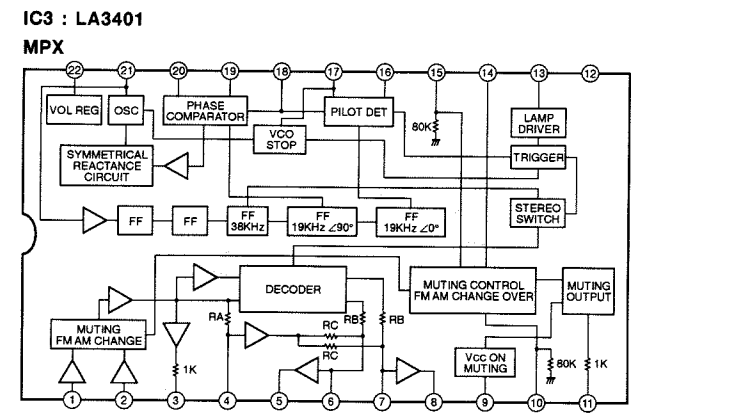 IC3 : LA3401
MPX
22 21 20 19 18 17 16 15 14 13 12
VOL REG
OSC
PHASE
COMPARATOR
PILOT DET
VCO
STOP
80K
LAMP
DRIVER
TRIGGER
SYMMETRICAL
REACTANCE
CIRCUIT
STEREO
SWITCH
FF
FF
FF
38KHz
FF
19KHz ∠90°
FF
19KHz ∠0°
DECODER
MUTING CONTROL
FM AM CHANGE OVER
MUTING
OUTPUT
MUTING
FM AM CHANGE
RA
RB
RB
RC
RC
1K
Vcc ON
MUTING
80K
1K
1 2 3 4 5 6 7 8 9 10 11